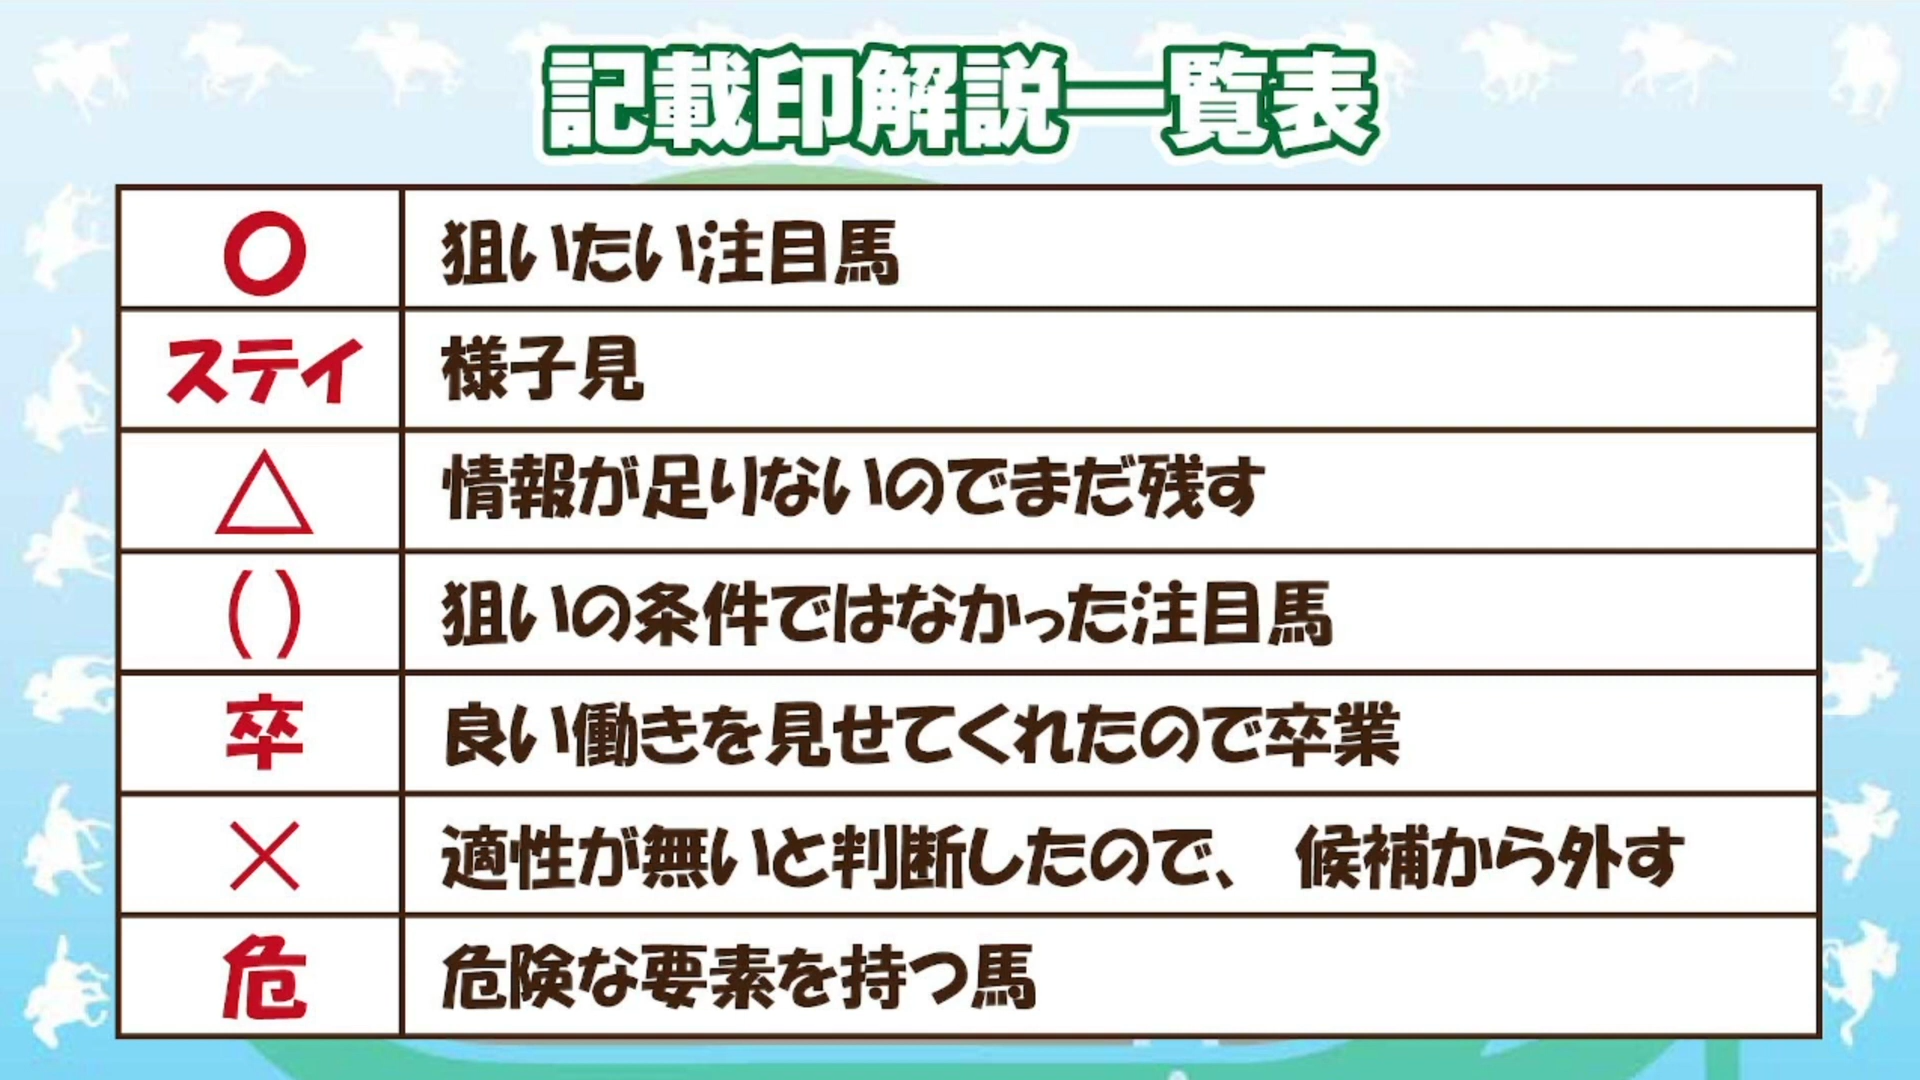 記載印解説一覧表
〇 狙いたい注目馬
ステイ 様子見
△ 情報が足りないのでまだ残す
( ) 狙いの条件ではなかった注目馬
卒 良い働きを見せてくれたので卒業
× 適性が無いと判断したので、 候補から外す
危 危険な要素を持つ馬